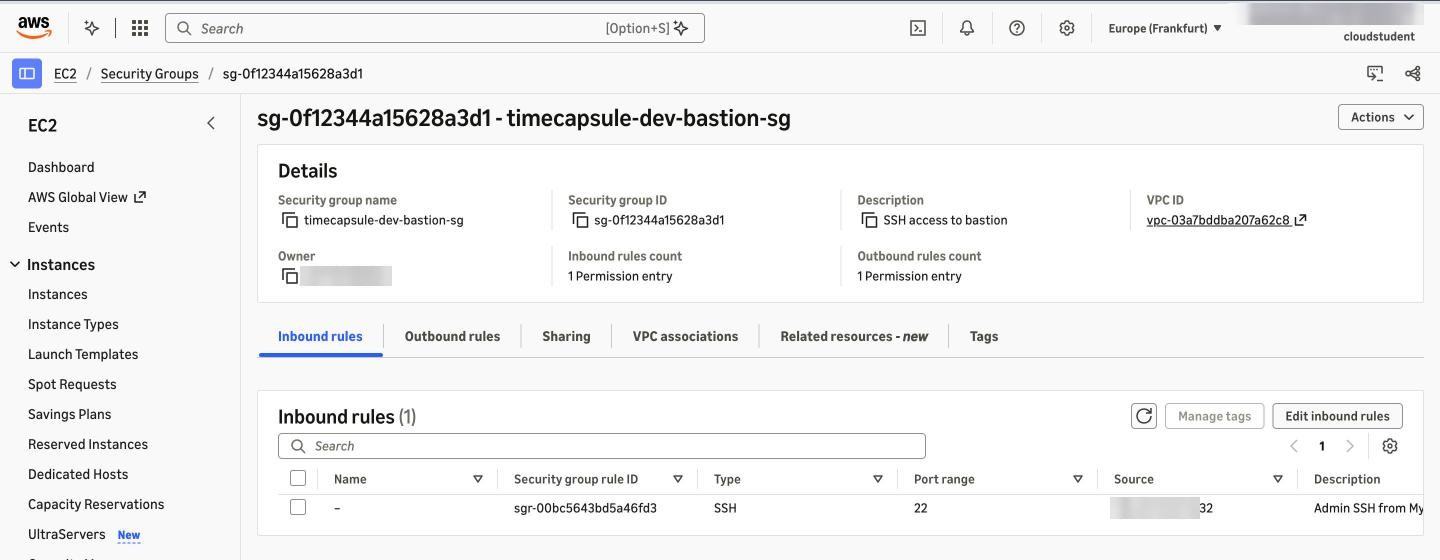 aws
Search [Option+S]
Europe (Frankfurt)
cloudstudent
EC2 / Security Groups / sg-0f12344a15628a3d1
EC2
Dashboard
AWS Global View
Events
Instances
Instances
Instance Types
Launch Templates
Spot Requests
Savings Plans
Reserved Instances
Dedicated Hosts
Capacity Reservations
UltraServers New
sg-0f12344a15628a3d1 - timecapsule-dev-bastion-sg
Actions
Details
Security group name
timecapsule-dev-bastion-sg
Security group ID
sg-0f12344a15628a3d1
Description
SSH access to bastion
VPC ID
vpc-03a7bddba207a62c8
Owner
Inbound rules count
1 Permission entry
Outbound rules count
1 Permission entry
Inbound rules Outbound rules Sharing VPC associations Related resources - new Tags
Inbound rules (1)
Manage tags Edit inbound rules
Search
1
Name Security group rule ID Type Port range Source Description
– sgr-00bc5643bd5a46fd3 SSH 22 32 Admin SSH from My